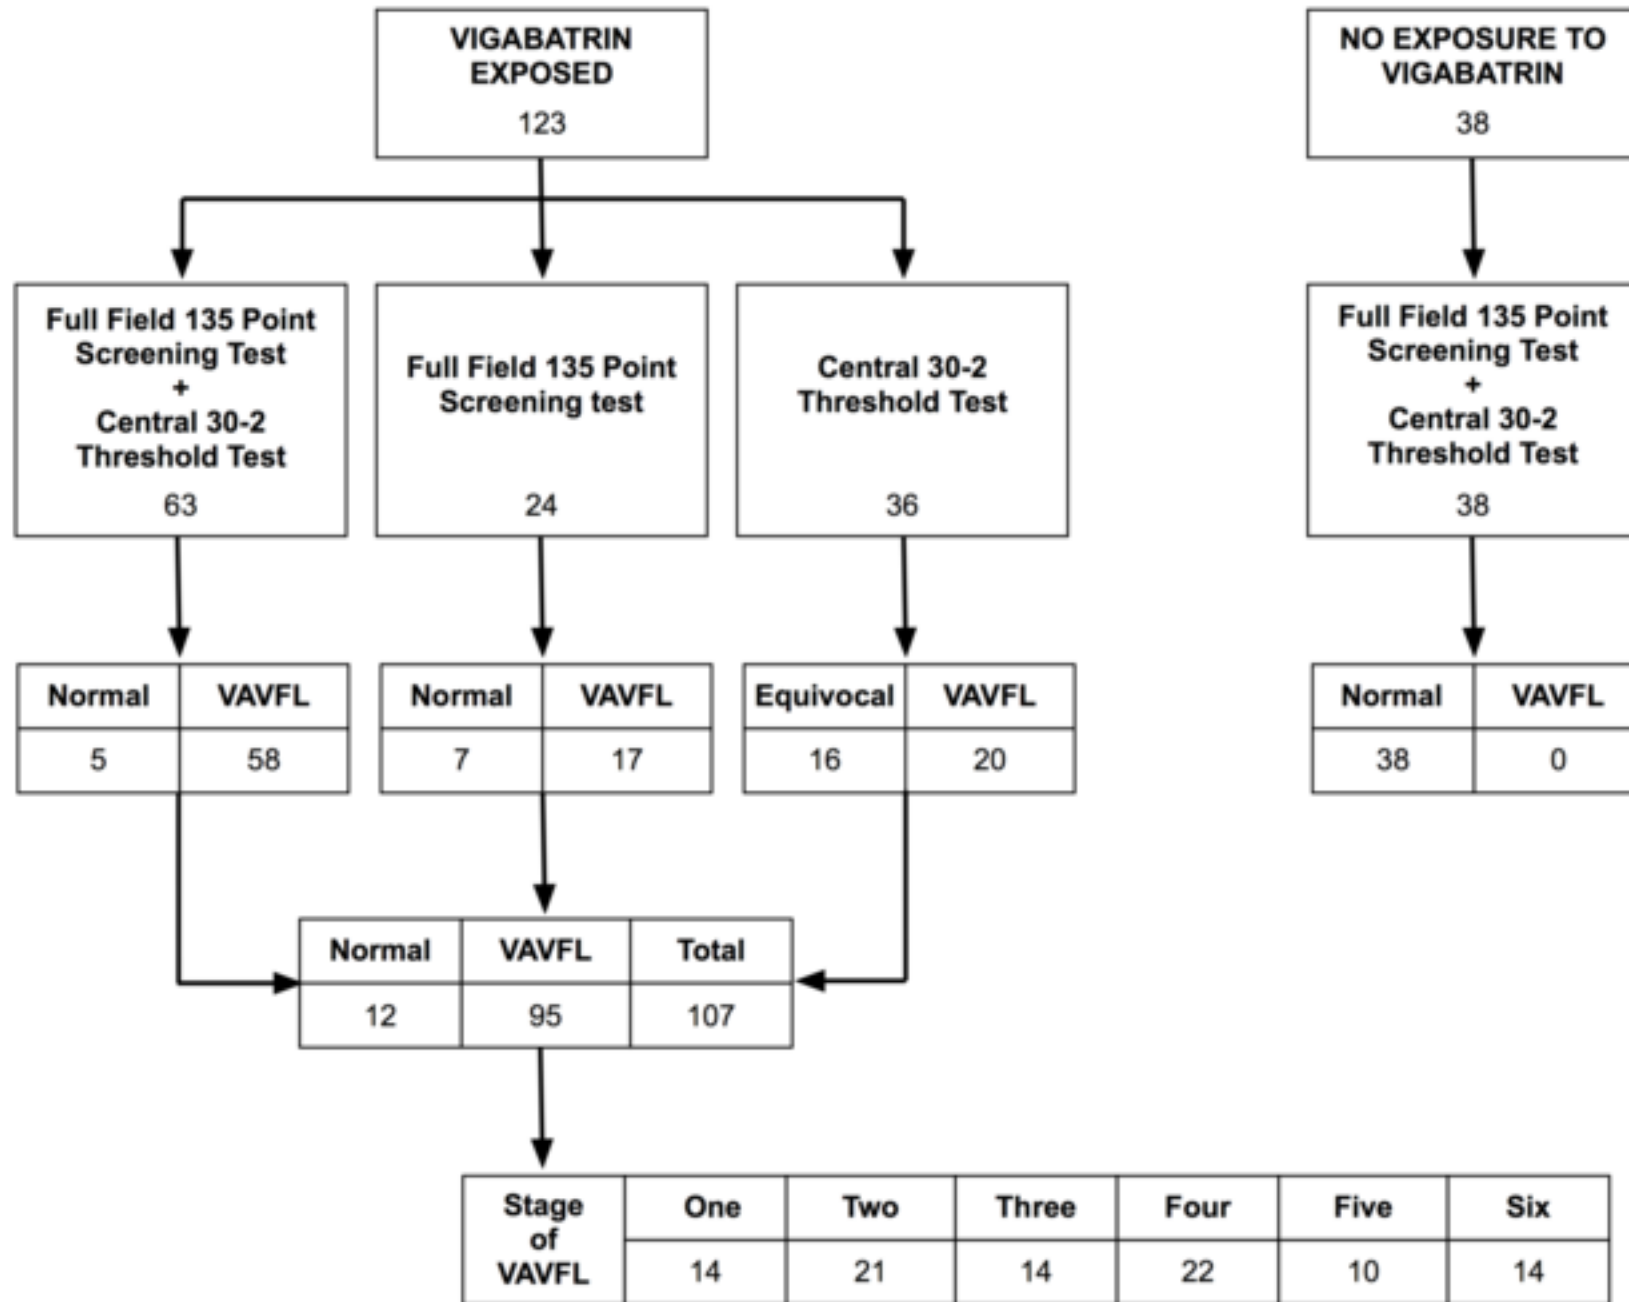 VIGABATRIN
EXPOSED
123
NO EXPOSURE TO
VIGABATRIN
38
Full Field 135 Point
Screening Test
+
Central 30-2
Threshold Test
63
Full Field 135 Point
Screening test
24
Central 30-2
Threshold Test
36
Full Field 135 Point
Screening Test
+
Central 30-2
Threshold Test
38
Normal VAVFL
5 58
Normal VAVFL
7 17
Equivocal VAVFL
16 20
Normal VAVFL
38 0
Normal VAVFL Total
12 95 107
Stage
of
VAVFL
One Two Three Four Five Six
14 21 14 22 10 14